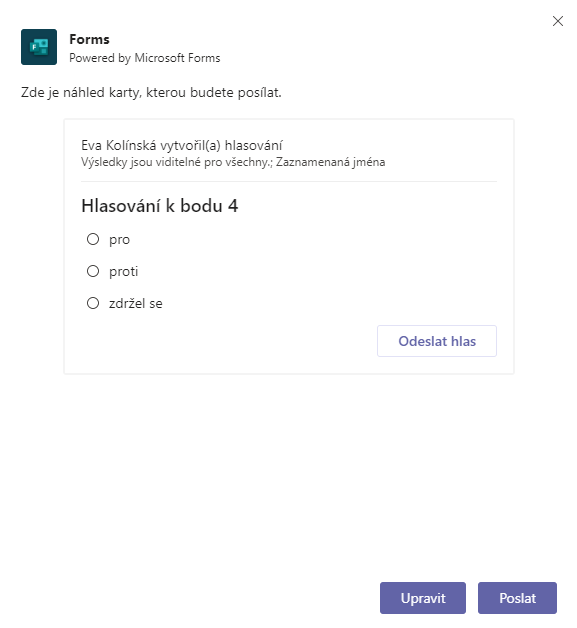 Forms
Powered by Microsoft Forms
Zde je náhled karty, kterou budete posílat.
Eva Kolínská vytvořil(a) hlasování
Výsledky jsou viditelné pro všechny.; Zaznamenaná jména
Hlasování k bodu 4
pro
proti
zdržel se
Odeslat hlas
Upravit
Poslat